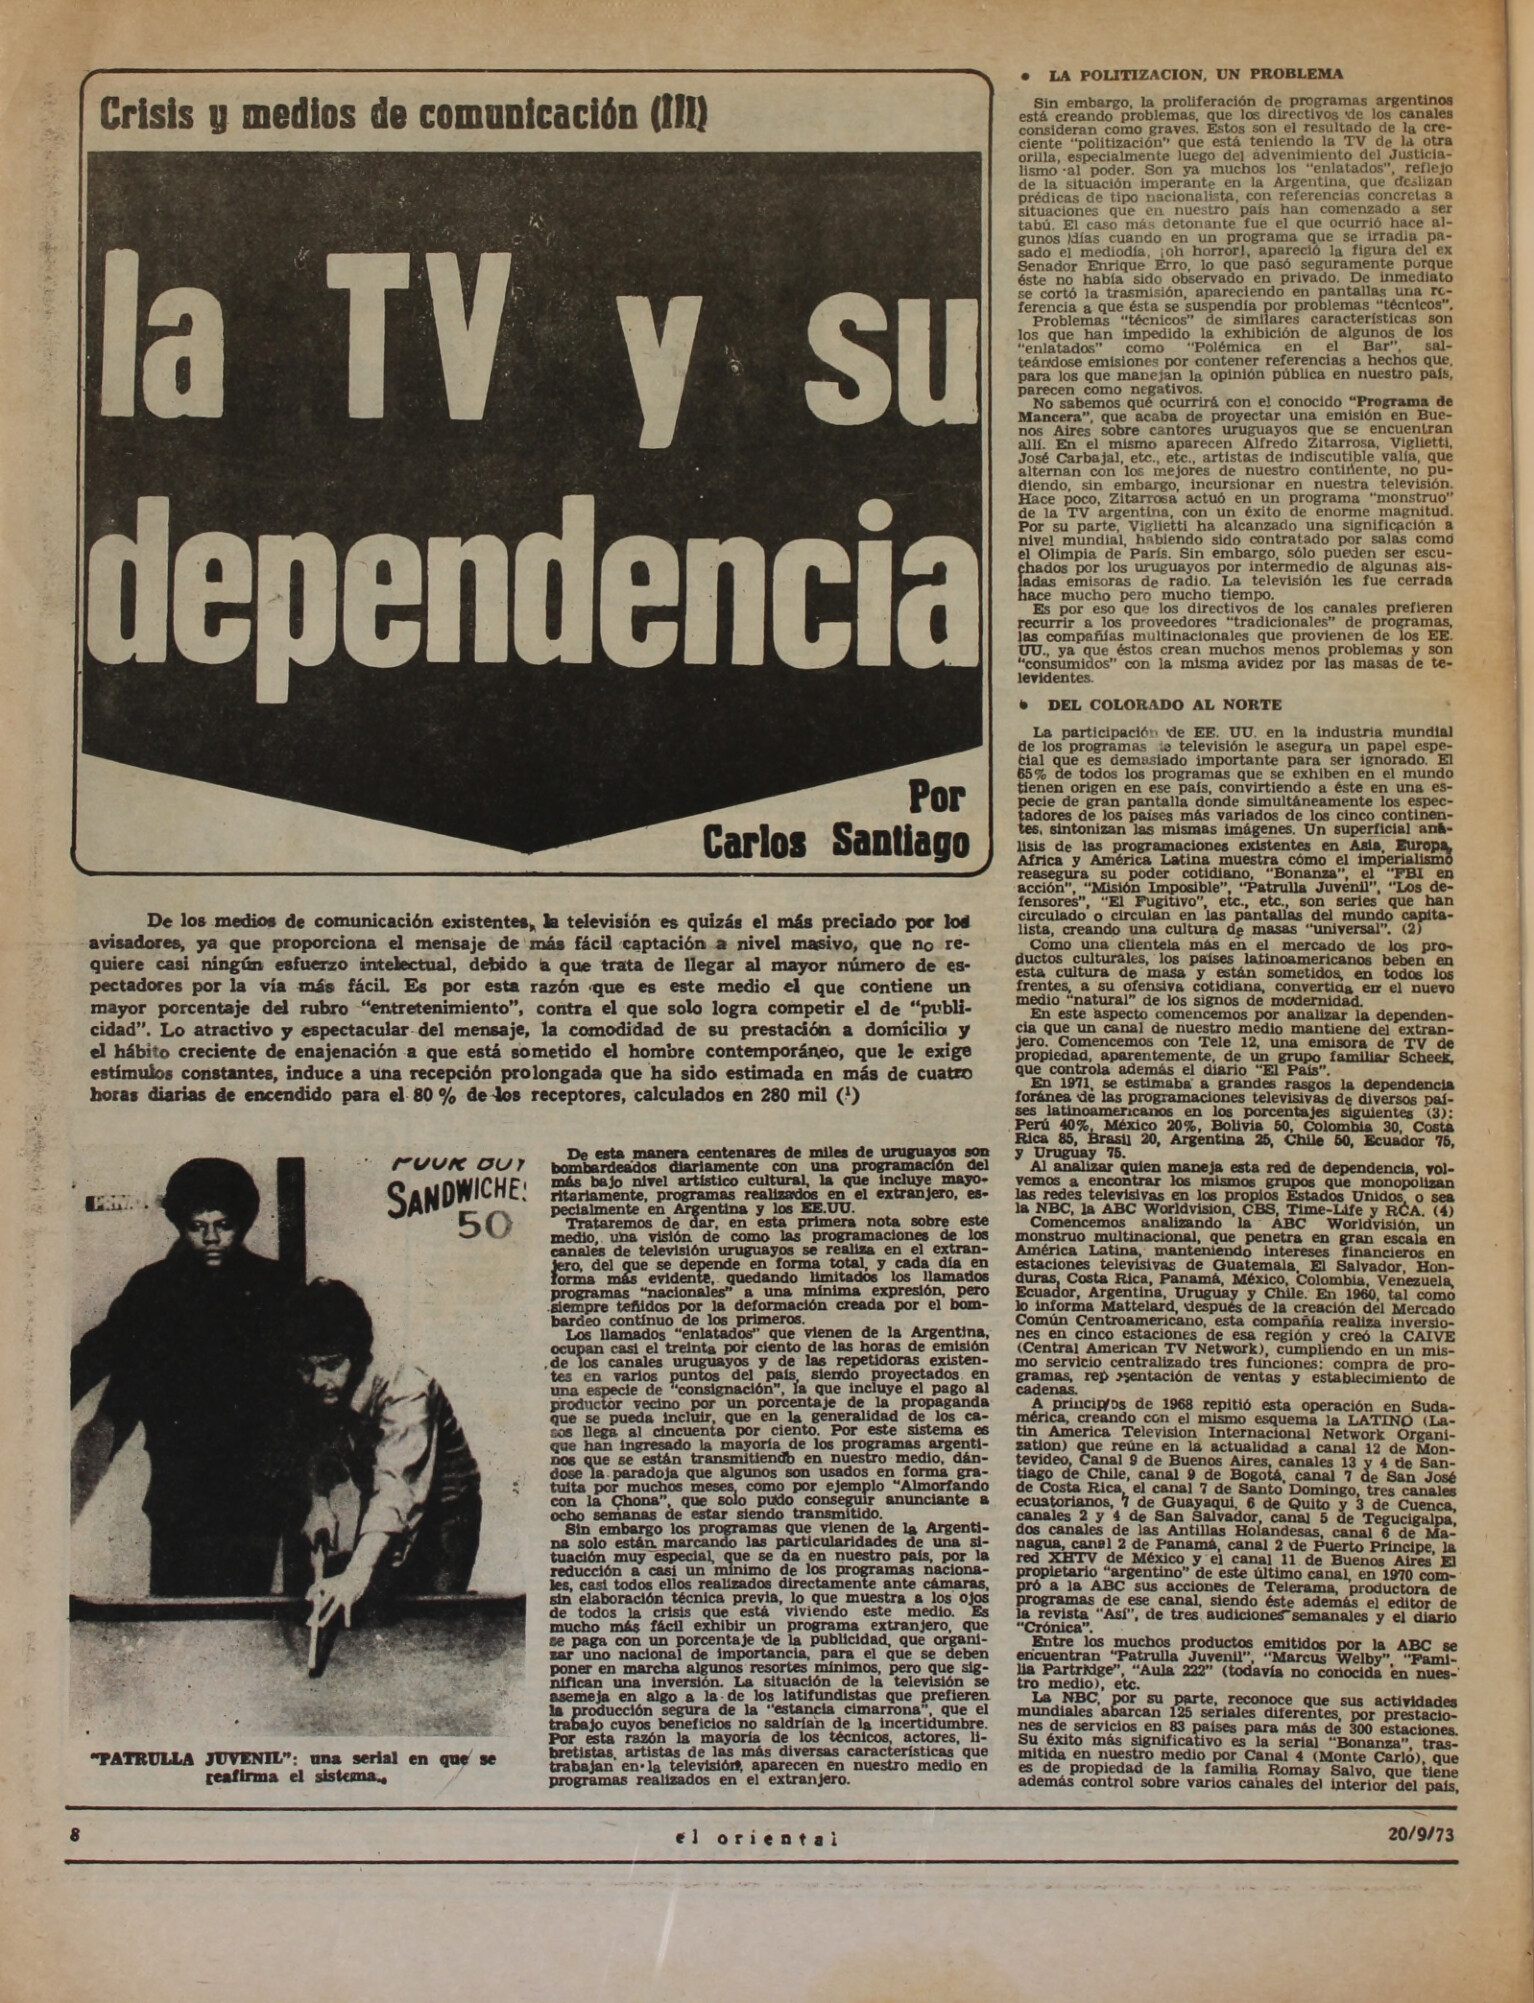 Crisis y medios de comunicación (III)
la TV y su
dependencia
Por
Carlos Santiago
De los medios de comunicación existentes, la televisión es quizás el más preciado por los
avisadores, ya que proporciona el mensaje de más fácil captación a nivel masivo, que no re-
quiere casi ningún esfuerzo intelectual, debido a que trata de llegar al mayor número de es-
pectadores por la vía más fácil. Es por esta razón que es este medio el que contiene un
mayor porcentaje del rubro "entretenimiento", contra el que solo logra competir el de "publi-
cidad". Lo atractivo y espectacular del mensaje, la comodidad de su prestación a domicilio y
el hábito creciente de enajenación a que está sometido el hombre contemporáneo, que le exige
estímulos constantes, induce a una recepción prolongada que ha sido estimada en más de cuatro
horas diarias de encendido para el 80 % de los receptores, calculados en 280 mil (¹)
POOR BOY
SANDWICHES
50
"PATRULLA JUVENIL": una serial en que se
reafirma el sistema.
De esta manera centenares de miles de uruguayos son
bombardeados diariamente con una programación del
más bajo nivel artístico cultural, la que incluye mayo-
ritariamente, programas realizados en el extranjero, es-
pecialmente en Argentina y los EE.UU.
Trataremos de dar, en esta primera nota sobre este
medio, una visión de como las programaciones de los
canales de televisión uruguayos se realiza en el extran-
jero, del que se depende en forma total, y cada día en
forma más evidente, quedando limitados los llamados
programas "nacionales" a una mínima expresión, pero
siempre teñidos por la deformación creada por el bom-
bardeo contínuo de los primeros.
Los llamados "enlatados" que vienen de la Argentina,
ocupan casi el treinta por ciento de las horas de emisión
de los canales uruguayos y de las repetidoras existen-
tes en varios puntos del país, siendo proyectados en
una especie de "consignación", la que incluye el pago al
productor vecino por un porcentaje de la propaganda
que se pueda incluir, que en la generalidad de los ca-
sos llega al cincuenta por ciento. Por este sistema es
que han ingresado la mayoría de los programas argenti-
nos que se están transmitiendo en nuestro medio, dán-
dose la paradoja que algunos son usados en forma gra-
tuita por muchos meses, como por ejemplo "Almorfando
con la Chona", que solo pudo conseguir anunciante a
ocho semanas de estar siendo transmitido.
Sin embargo los programas que vienen de la Argenti-
na solo están marcando las particularidades de una si-
tuación muy especial, que se da en nuestro país, por la
reducción a casi un mínimo de los programas naciona-
les, casi todos ellos realizados directamente ante cámaras,
sin elaboración técnica previa, lo que muestra a los ojos
de todos la crisis que está viviendo este medio. Es
mucho más fácil exhibir un programa extranjero, que
se paga con un porcentaje de la publicidad, que organi-
zar uno nacional de importancia, para el que se deben
poner en marcha algunos resortes mínimos, pero que sig-
nifican una inversión. La situación de la televisión se
asemeja en algo a la de los latifundistas que prefieren
la producción segura de la "estancia cimarrona", que el
trabajo cuyos beneficios no saldrían de la incertidumbre.
Por esta razón la mayoría de los técnicos, actores, li-
bretistas, artistas de las más diversas características que
trabajan en la televisión, aparecen en nuestro medio en
programas realizados en el extranjero.
• LA POLITIZACION, UN PROBLEMA
Sin embargo, la proliferación de programas argentinos
está creando problemas, que los directivos de los canales
consideran como graves. Estos son el resultado de la cre-
ciente "politización" que está teniendo la TV de la otra
orilla, especialmente luego del advenimiento del Justicia-
lismo al poder. Son ya muchos los "enlatados", reflejo
de la situación imperante en la Argentina, que deslizan
prédicas de tipo nacionalista, con referencias concretas a
situaciones que en nuestro país han comenzado a ser
tabú. El caso más detonante fue el que ocurrió hace al-
gunos días cuando en un programa que se irradia pa-
sado el mediodía, ¡oh horror!, apareció la figura del ex
Senador Enrique Erro, lo que pasó seguramente porque
éste no había sido observado en privado. De inmediato
se cortó la trasmisión, apareciendo en pantallas una re-
ferencia a que ésta se suspendía por problemas "técnicos".
Problemas "técnicos" de similares características son
los que han impedido la exhibición de algunos de los
"enlatados" como "Polémica en el Bar", sal-
teándose emisiones por contener referencias a hechos que,
para los que manejan la opinión pública en nuestro país,
parecen como negativos.
No sabemos qué ocurrirá con el conocido "Programa de
Mancera", que acaba de proyectar una emisión en Bue-
nos Aires sobre cantores uruguayos que se encuentran
allí. En el mismo aparecen Alfredo Zitarrosa, Viglietti,
José Carbajal, etc., etc., artistas de indiscutible valía, que
alternan con los mejores de nuestro continente, no pu-
diendo, sin embargo, incursionar en nuestra televisión.
Hace poco, Zitarrosa actuó en un programa "monstruo"
de la TV argentina, con un éxito de enorme magnitud.
Por su parte, Viglietti ha alcanzado una significación a
nivel mundial, habiendo sido contratado por salas como
el Olimpia de París. Sin embargo, sólo pueden ser escu-
chados por los uruguayos por intermedio de algunas ais-
ladas emisoras de radio. La televisión les fue cerrada
hace mucho pero mucho tiempo.
Es por eso que los directivos de los canales prefieren
recurrir a los proveedores "tradicionales" de programas,
las compañías multinacionales que provienen de los EE.
UU., ya que éstos crean muchos menos problemas y son
"consumidos" con la misma avidez por las masas de te-
levidentes.
• DEL COLORADO AL NORTE
La participación de EE. UU. en la industria mundial
de los programas de televisión le asegura un papel espe-
cial que es demasiado importante para ser ignorado. El
65% de todos los programas que se exhiben en el mundo
tienen origen en ese país, convirtiendo a éste en una es-
pecie de gran pantalla donde simultáneamente los espec-
tadores de los países más variados de los cinco continen-
tes, sintonizan las mismas imágenes. Un superficial aná-
lisis de las programaciones existentes en Asia, Europa,
Africa y América Latina muestra cómo el imperialismo
reasegura su poder cotidiano, "Bonanza", el "FBI en
acción", "Misión Imposible", "Patrulla Juvenil", "Los de-
fensores", "El Fugitivo", etc., etc., son series que han
circulado o circulan en las pantallas del mundo capita-
lista, creando una cultura de masas "universal". (2)
Como una clientela más en el mercado de los pro-
ductos culturales, los países latinoamericanos beben en
esta cultura de masa y están sometidos, en todos los
frentes, a su ofensiva cotidiana, convertida en el nuevo
medio "natural" de los signos de modernidad.
En este aspecto comencemos por analizar la dependen-
cia que un canal de nuestro medio mantiene del extran-
jero. Comencemos con Tele 12, una emisora de TV de
propiedad, aparentemente, de un grupo familiar Scheek,
que controla además el diario "El País".
En 1971, se estimaba a grandes rasgos la dependencia
foránea de las programaciones televisivas de diversos paí-
ses latinoamericanos en los porcentajes siguientes (3):
Perú 40%, México 20%, Bolivia 50, Colombia 30, Costa
Rica 85, Brasil 20, Argentina 25, Chile 50, Ecuador 75,
y Uruguay 75.
Al analizar quien maneja esta red de dependencia, vol-
vemos a encontrar los mismos grupos que monopolizan
las redes televisivas en los propios Estados Unidos, o sea
la NBC, la ABC Worldvision, CBS, Time-Life y RCA. (4)
Comencemos analizando la ABC Worldvisión, un
monstruo multinacional, que penetra en gran escala en
América Latina, manteniendo intereses financieros en
estaciones televisivas de Guatemala, El Salvador, Hon-
duras, Costa Rica, Panamá, México, Colombia, Venezuela,
Ecuador, Argentina, Uruguay y Chile. En 1960, tal como
lo informa Mattelard, después de la creación del Mercado
Común Centroamericano, esta compañía realiza inversio-
nes en cinco estaciones de esa región y creó la CAIVE
(Central American TV Network), cumpliendo en un mis-
mo servicio centralizado tres funciones: compra de pro-
gramas, representación de ventas y establecimiento de
cadenas.
A principios de 1968 repitió esta operación en Suda-
mérica, creando con el mismo esquema la LATINO (La-
tin America Television Internacional Network Organi-
zation) que reúne en la actualidad a canal 12 de Mon-
tevideo, Canal 9 de Buenos Aires, canales 13 y 4 de San-
tiago de Chile, canal 9 de Bogotá, canal 7 de San José
de Costa Rica, el canal 7 de Santo Domingo, tres canales
ecuatorianos, 7 de Guayaqui, 6 de Quito y 3 de Cuenca,
canales 2 y 4 de San Salvador, canal 5 de Tegucigalpa,
dos canales de las Antillas Holandesas, canal 6 de Ma-
nagua, canal 2 de Panamá, canal 2 de Puerto Príncipe, la
red XHTV de México y el canal 11 de Buenos Aires El
propietario "argentino" de este último canal, en 1970 com-
pró a la ABC sus acciones de Telerama, productora de
programas de ese canal, siendo éste además el editor de
la revista "Así", de tres audiciones semanales y el diario
"Crónica".
Entre los muchos productos emitidos por la ABC se
encuentran "Patrulla Juvenil", "Marcus Welby", "Fami-
lia Partridge", "Aula 222" (todavía no conocida en nues-
tro medio), etc.
La NBC, por su parte, reconoce que sus actividades
mundiales abarcan 125 seriales diferentes, por prestacio-
nes de servicios en 83 países para más de 300 estaciones.
Su éxito más significativo es la serial "Bonanza", tras-
mitida en nuestro medio por Canal 4 (Monte Carlo), que
es de propiedad de la familia Romay Salvo, que tiene
además control sobre varios canales del interior del país,
8
el oriental
20/9/73